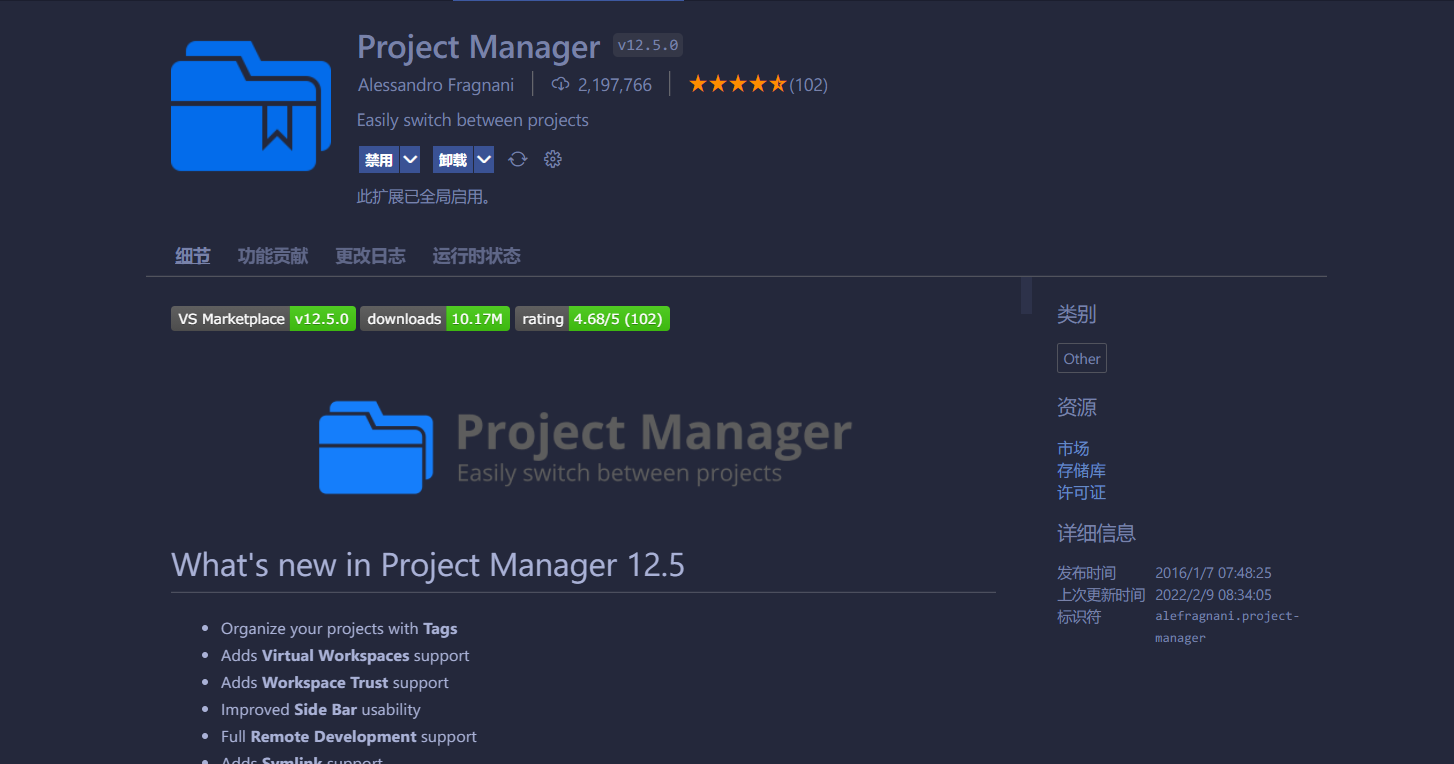 Project Manager v12.5.0
Alessandro Fragnani 2,197,766 (102)
Easily switch between projects
禁用 卸载
此扩展已全局启用。
细节 功能贡献 更改日志 运行时状态
VS Marketplace v12.5.0 downloads 10.17M rating 4.68/5 (102)
Project Manager
Easily switch between projects
What's new in Project Manager 12.5
Organize your projects with Tags
Adds Virtual Workspaces support
Adds Workspace Trust support
Improved Side Bar usability
Full Remote Development support
Adds Symlink support
类别
Other
资源
市场
存储库
许可证
详细信息
发布时间 2016/1/7 07:48:25
上次更新时间 2022/2/9 08:34:05
标识符 alefragnani.project-
manager